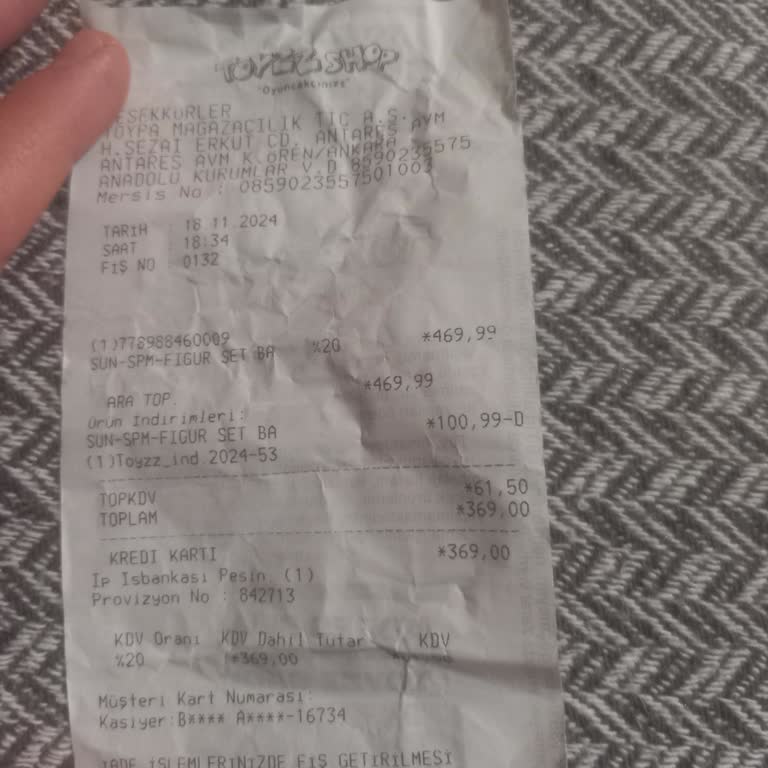 TOYZZ SHOP
"Oyuncakçınız"
TEŞEKKÜRLER
TOYPA MAĞAZACILIK TİC A.Ş.
H.SEZAİ ERKUT CD. ANTARES AVM
ANTARES AVM K.ÖREN/ANKARA
ANADOLU KURUMLAR V.D 8590235575
Mersis No : 0859023557501003
TARİH : 18.11.2024
SAAT : 18:34
FİŞ NO 0132
(1)778988460009
SUN-SPM-FIGUR SET BA %20 *469,99
ARA TOP. *469,99
Ürün İndirimleri:
SUN-SPM-FIGUR SET BA *100,99-D
(1)Toyzz_ind 2024-53
TOPKDV *61,50
TOPLAM *369,00
KREDİ KARTI *369,00
İp İsbankası Peşin (1)
Provizyon No : 842713
KDV Oranı KDV Dahil Tutar KDV
%20 *369,00
Müşteri Kart Numarası:
Kasiyer:B**** A****-16734
İADE İŞLEMLERİNİZDE FİŞ GETİRİLMESİ